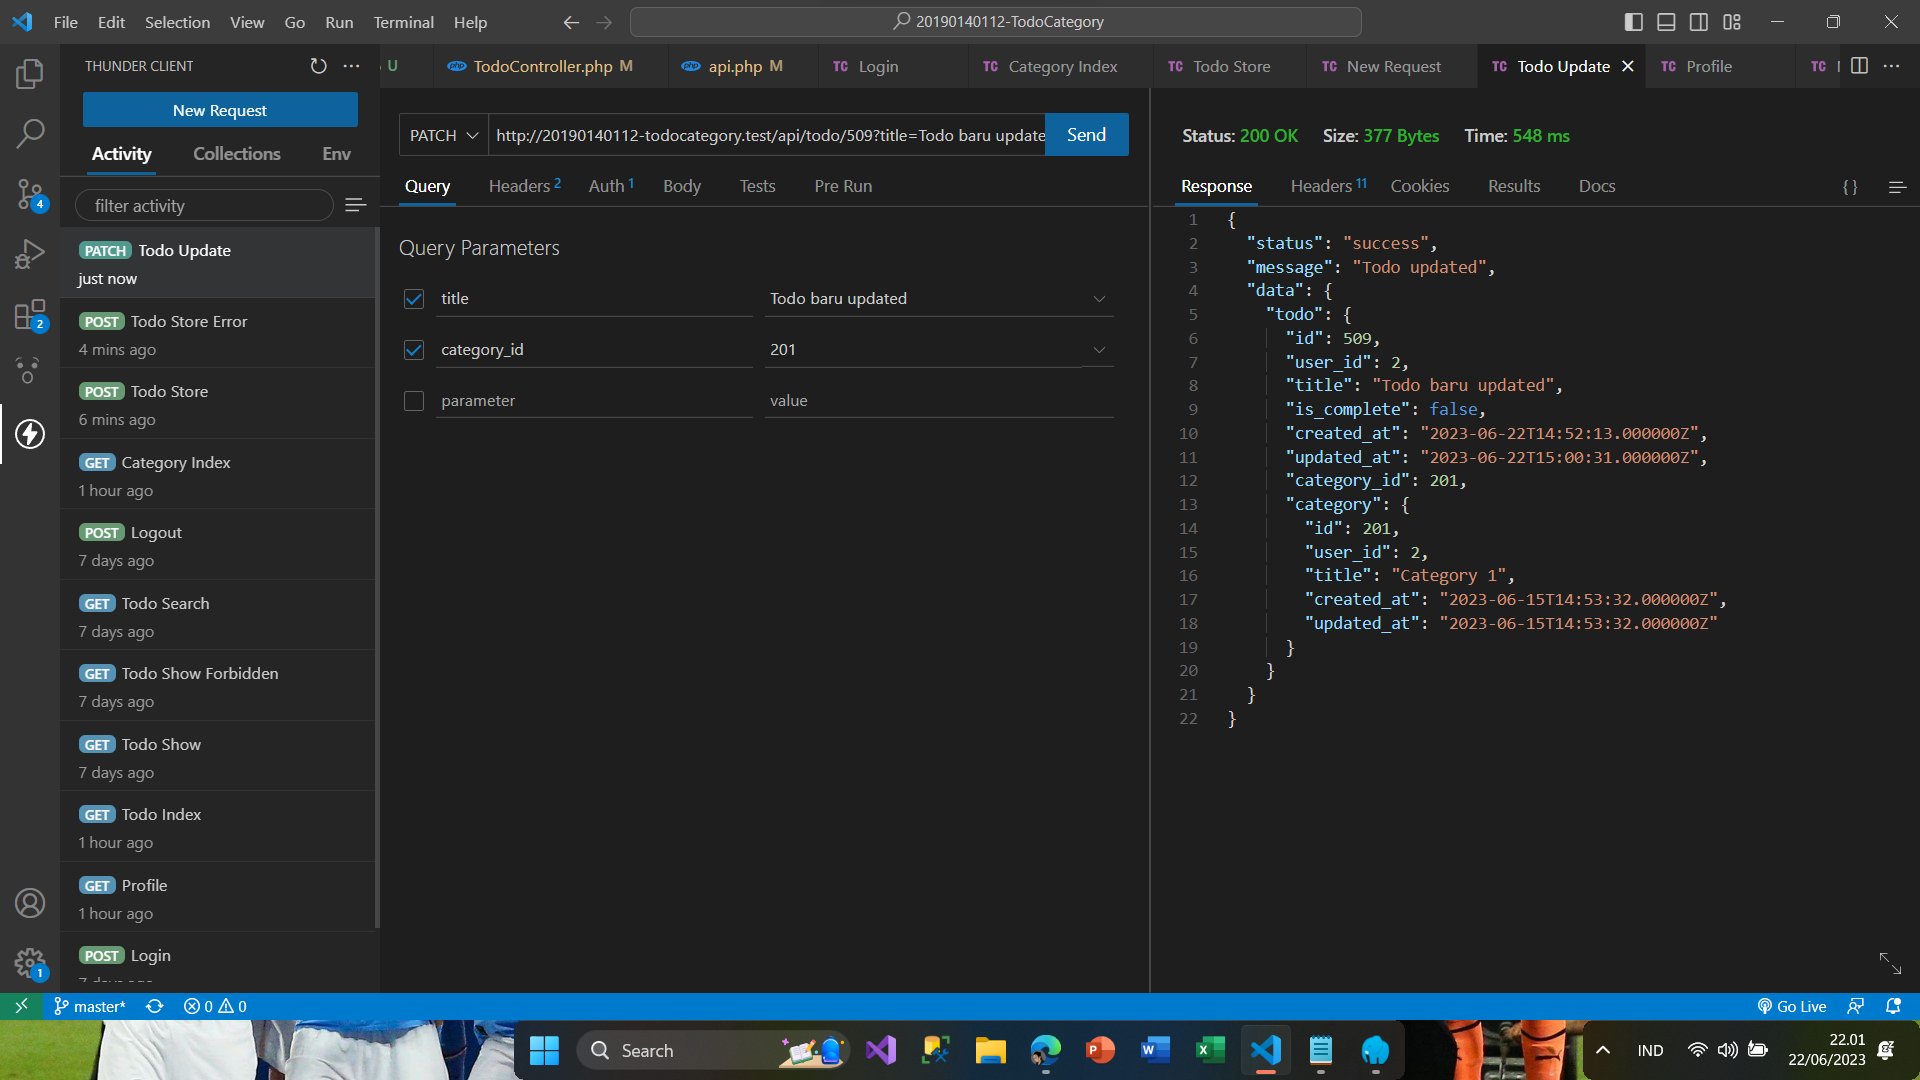 File Edit Selection View Go Run Terminal Help
20190140112-TodoCategory
THUNDER CLIENT
U
TodoController.php M
api.php M
TC Login
TC Category Index
TC Todo Store
TC New Request
TC Todo Update
TC Profile
TC
New Request
Activity Collections Env
filter activity
PATCH Todo Update
just now
POST Todo Store Error
4 mins ago
POST Todo Store
6 mins ago
GET Category Index
1 hour ago
POST Logout
7 days ago
GET Todo Search
7 days ago
GET Todo Show Forbidden
7 days ago
GET Todo Show
7 days ago
GET Todo Index
1 hour ago
GET Profile
1 hour ago
POST Login
4
2
1
PATCH http://20190140112-todocategory.test/api/todo/509?title=Todo baru update Send
Query Headers 2 Auth 1 Body Tests Pre Run
Query Parameters
title Todo baru updated
category_id 201
parameter value
Status: 200 OK Size: 377 Bytes Time: 548 ms
Response Headers 11 Cookies Results Docs
{ }
1 {
2 "status": "success",
3 "message": "Todo updated",
4 "data": {
5 "todo": {
6 "id": 509,
7 "user_id": 2,
8 "title": "Todo baru updated",
9 "is_complete": false,
10 "created_at": "2023-06-22T14:52:13.000000Z",
11 "updated_at": "2023-06-22T15:00:31.000000Z",
12 "category_id": 201,
13 "category": {
14 "id": 201,
15 "user_id": 2,
16 "title": "Category 1",
17 "created_at": "2023-06-15T14:53:32.000000Z",
18 "updated_at": "2023-06-15T14:53:32.000000Z"
19 }
20 }
21 }
22 }
master* 0 0
Go Live
Search
IND
22.01
22/06/2023